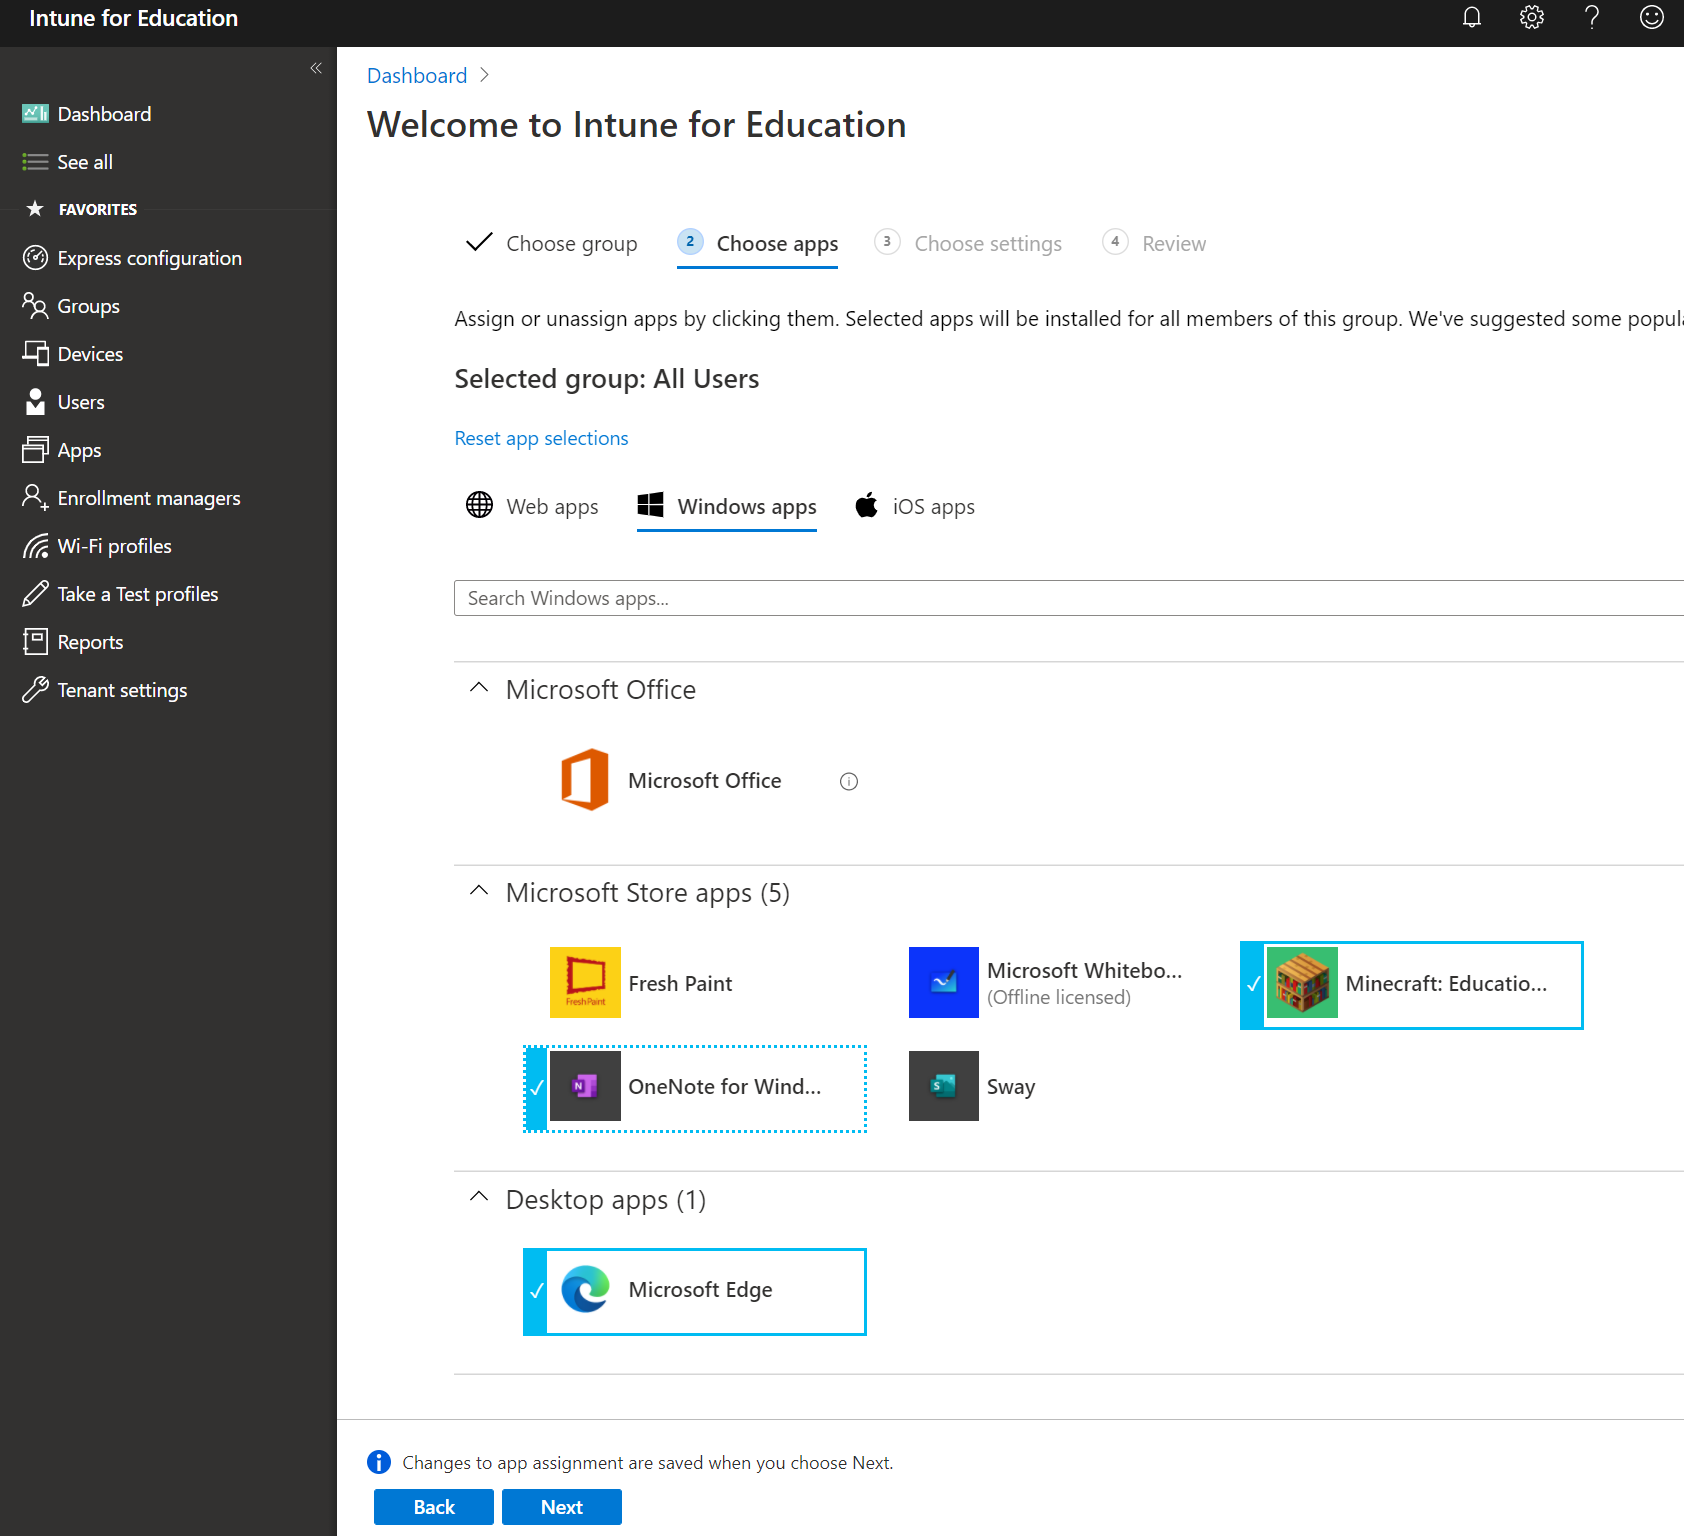 Intune for Education
Dashboard
See all
FAVORITES
Express configuration
Groups
Devices
Users
Apps
Enrollment managers
Wi-Fi profiles
Take a Test profiles
Reports
Tenant settings
Dashboard
Welcome to Intune for Education
Choose group
2 Choose apps
3 Choose settings
4 Review
Assign or unassign apps by clicking them. Selected apps will be installed for all members of this group. We've suggested some popula
Selected group: All Users
Reset app selections
Web apps
Windows apps
iOS apps
Search Windows apps...
Microsoft Office
Microsoft Office
Microsoft Store apps (5)
Fresh Paint
Fresh Paint
Microsoft Whitebo...
(Offline licensed)
Minecraft: Educatio...
N
OneNote for Wind...
S
Sway
Desktop apps (1)
Microsoft Edge
Changes to app assignment are saved when you choose Next.
Back
Next